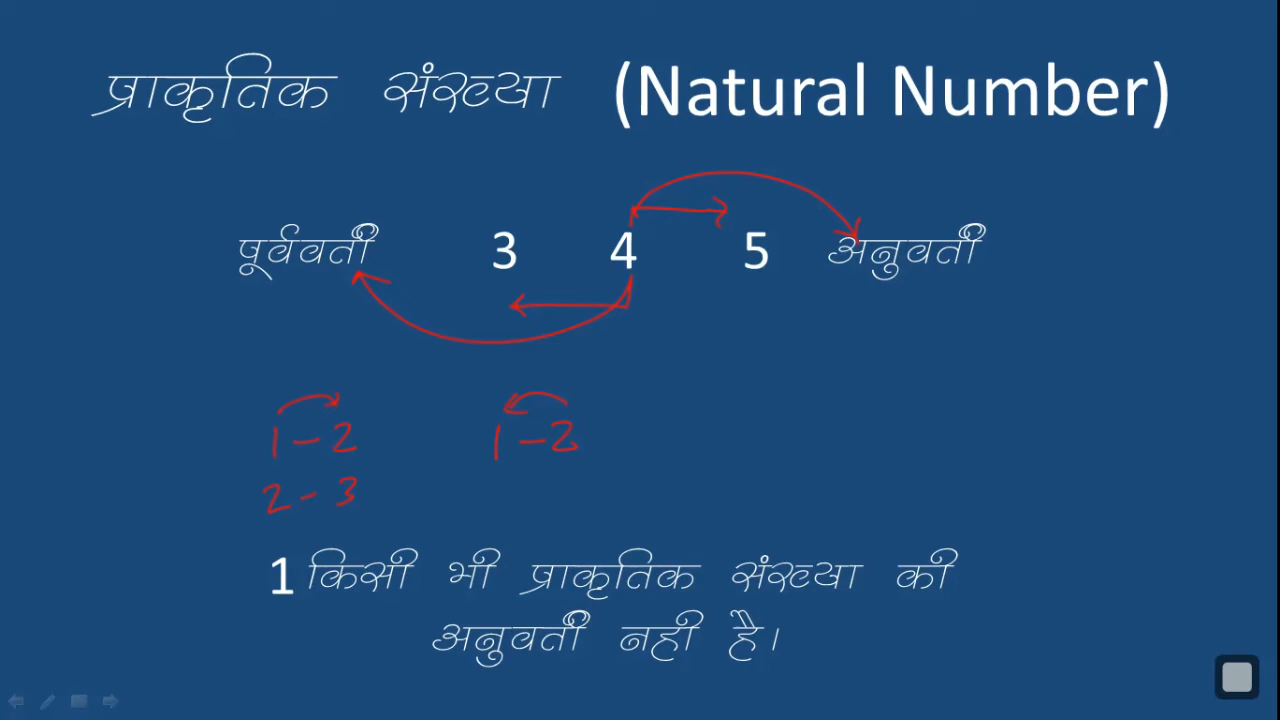 प्राकृतिक संख्या (Natural Number)
पूर्ववर्ती 3 4 5 अनुवर्ती
1 - 2 1 - 2
2 - 3
1 किसी भी प्राकृतिक संख्या की
अनुवर्ती नही है।